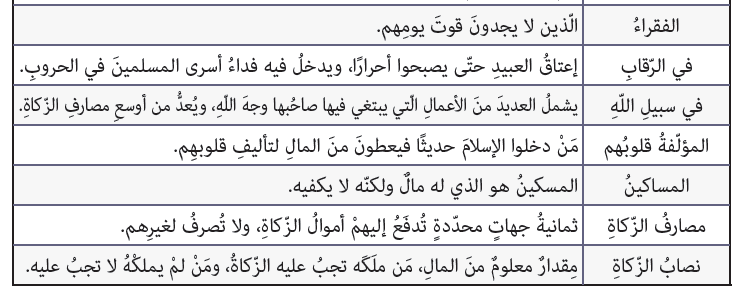 الفقراءُ الّذين لا يجدونَ قوتَ يومِهم.
في الرّقابِ إعتاقُ العبيدِ حتّى يصبحوا أحرارًا، ويدخلُ فيه فداءُ أسرى المسلمينَ في الحروبِ.
في سبيلِ اللّهِ يشملُ العديدَ منَ الأعمالِ الّتي يبتغي فيها صاحُبها وجهَ اللّهِ، ويُعدُّ من أوسعِ مصارفِ الزّكاةِ.
المؤلّفةُ قلوبُهم مَنْ دخلوا الإسلامَ حديثًا فيعطونَ منَ المالِ لتأليفِ قلوبهِم.
المساكينُ المسكينُ هو الذي له مالٌ ولكنّه لا يكفيه.
مصارفُ الزّكاةِ ثمانيةُ جهاتٍ محدّدةٍ تُدفَعُ إليهمْ أموالُ الزّكاةِ، ولا تُصرفُ لغيرِهم.
نصابُ الزّكاةِ مِقدارٌ معلومٌ منَ المالِ، مَن ملَكَه تجبُ عليه الزّكاةُ، ومَنْ لمْ يملكْهُ لا تجبُ عليه.